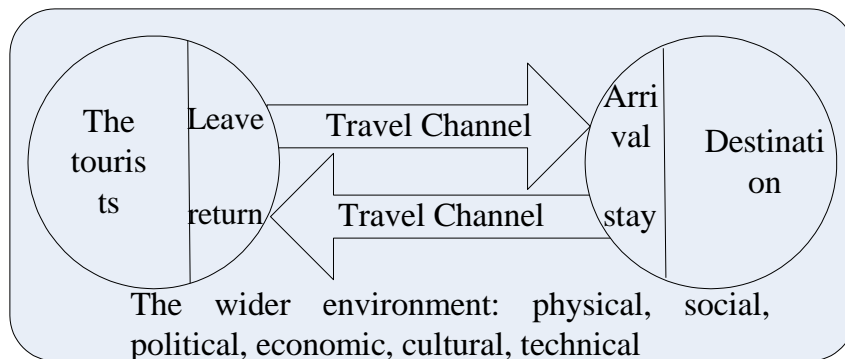 The
touris
ts
Leave
return
Travel Channel
Travel Channel
Arri
val
stay
Destinati
on
The wider environment: physical, social,
political, economic, cultural, technical